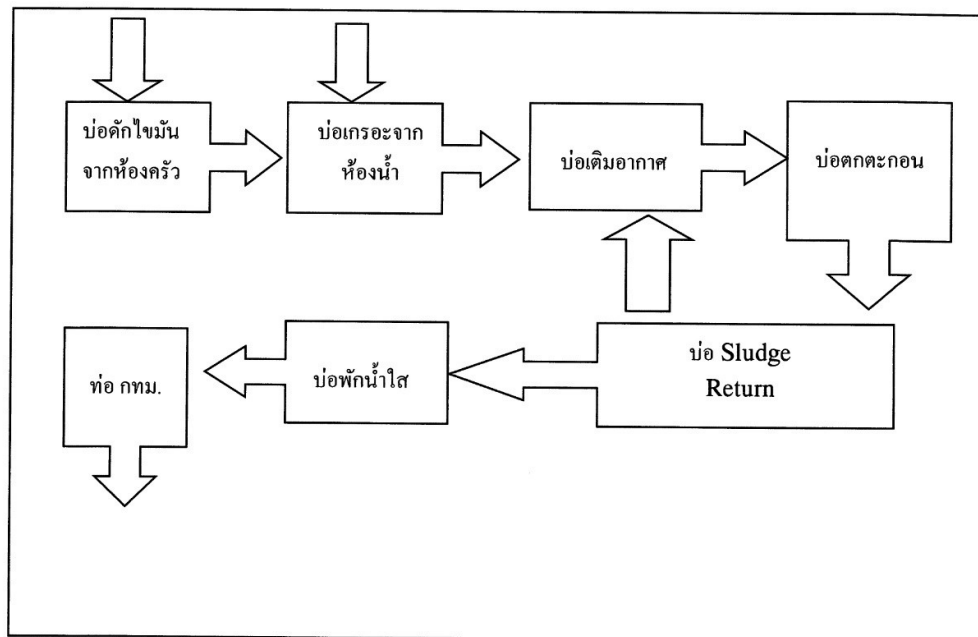 บ่อดักไขมัน
จากห้องครัว
บ่อเกรอะจาก
ห้องน้ำ
บ่อเติมอากาศ
บ่อตกตะกอน
ท่อ กทม.
บ่อพักน้ำใส
บ่อ Sludge
Return